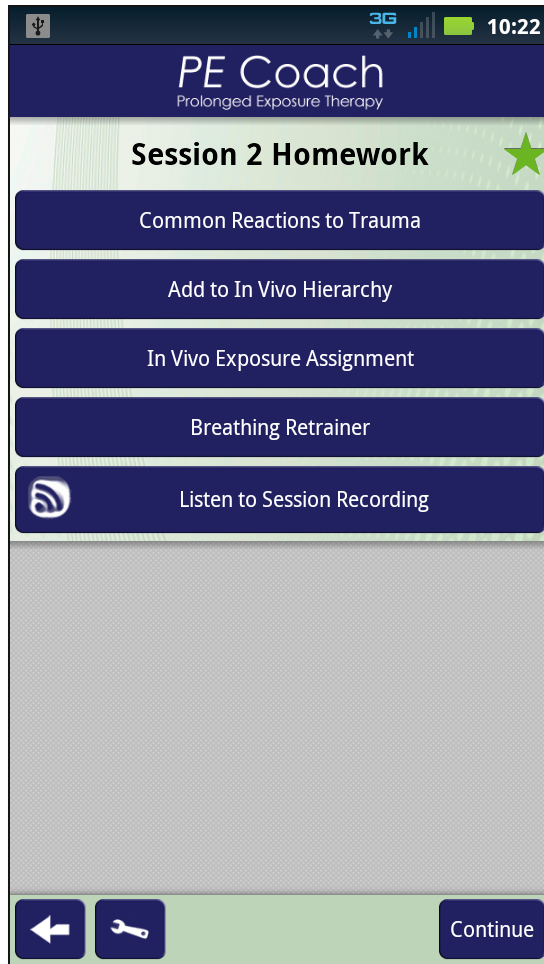 3G
10:22
PE Coach
Prolonged Exposure Therapy
Session 2 Homework
Common Reactions to Trauma
Add to In Vivo Hierarchy
In Vivo Exposure Assignment
Breathing Retrainer
Listen to Session Recording
Continue